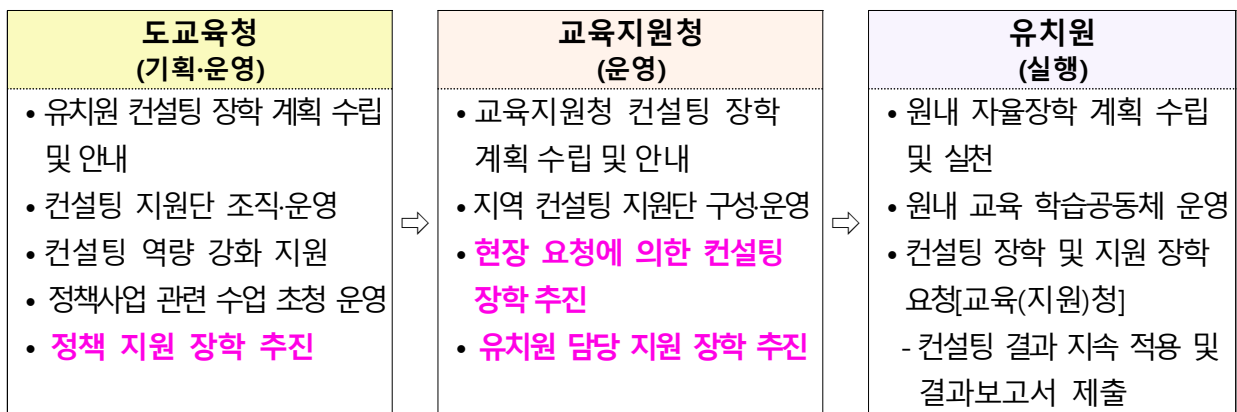 도교육청
(기획·운영)
• 유치원 컨설팅 장학 계획 수립
및 안내
• 컨설팅 지원단 조직·운영
• 컨설팅 역량 강화 지원
• 정책사업 관련 수업 초청 운영
• 정책 지원 장학 추진
⇨
교육지원청
(운영)
• 교육지원청 컨설팅 장학
계획 수립 및 안내
• 지역 컨설팅 지원단 구성·운영
• 현장 요청에 의한 컨설팅
장학 추진
• 유치원 담당 지원 장학 추진
⇨
유치원
(실행)
• 원내 자율장학 계획 수립
및 실천
• 원내 교육 학습공동체 운영
• 컨설팅 장학 및 지원 장학
요청[교육(지원)청]
- 컨설팅 결과 지속 적용 및
결과보고서 제출